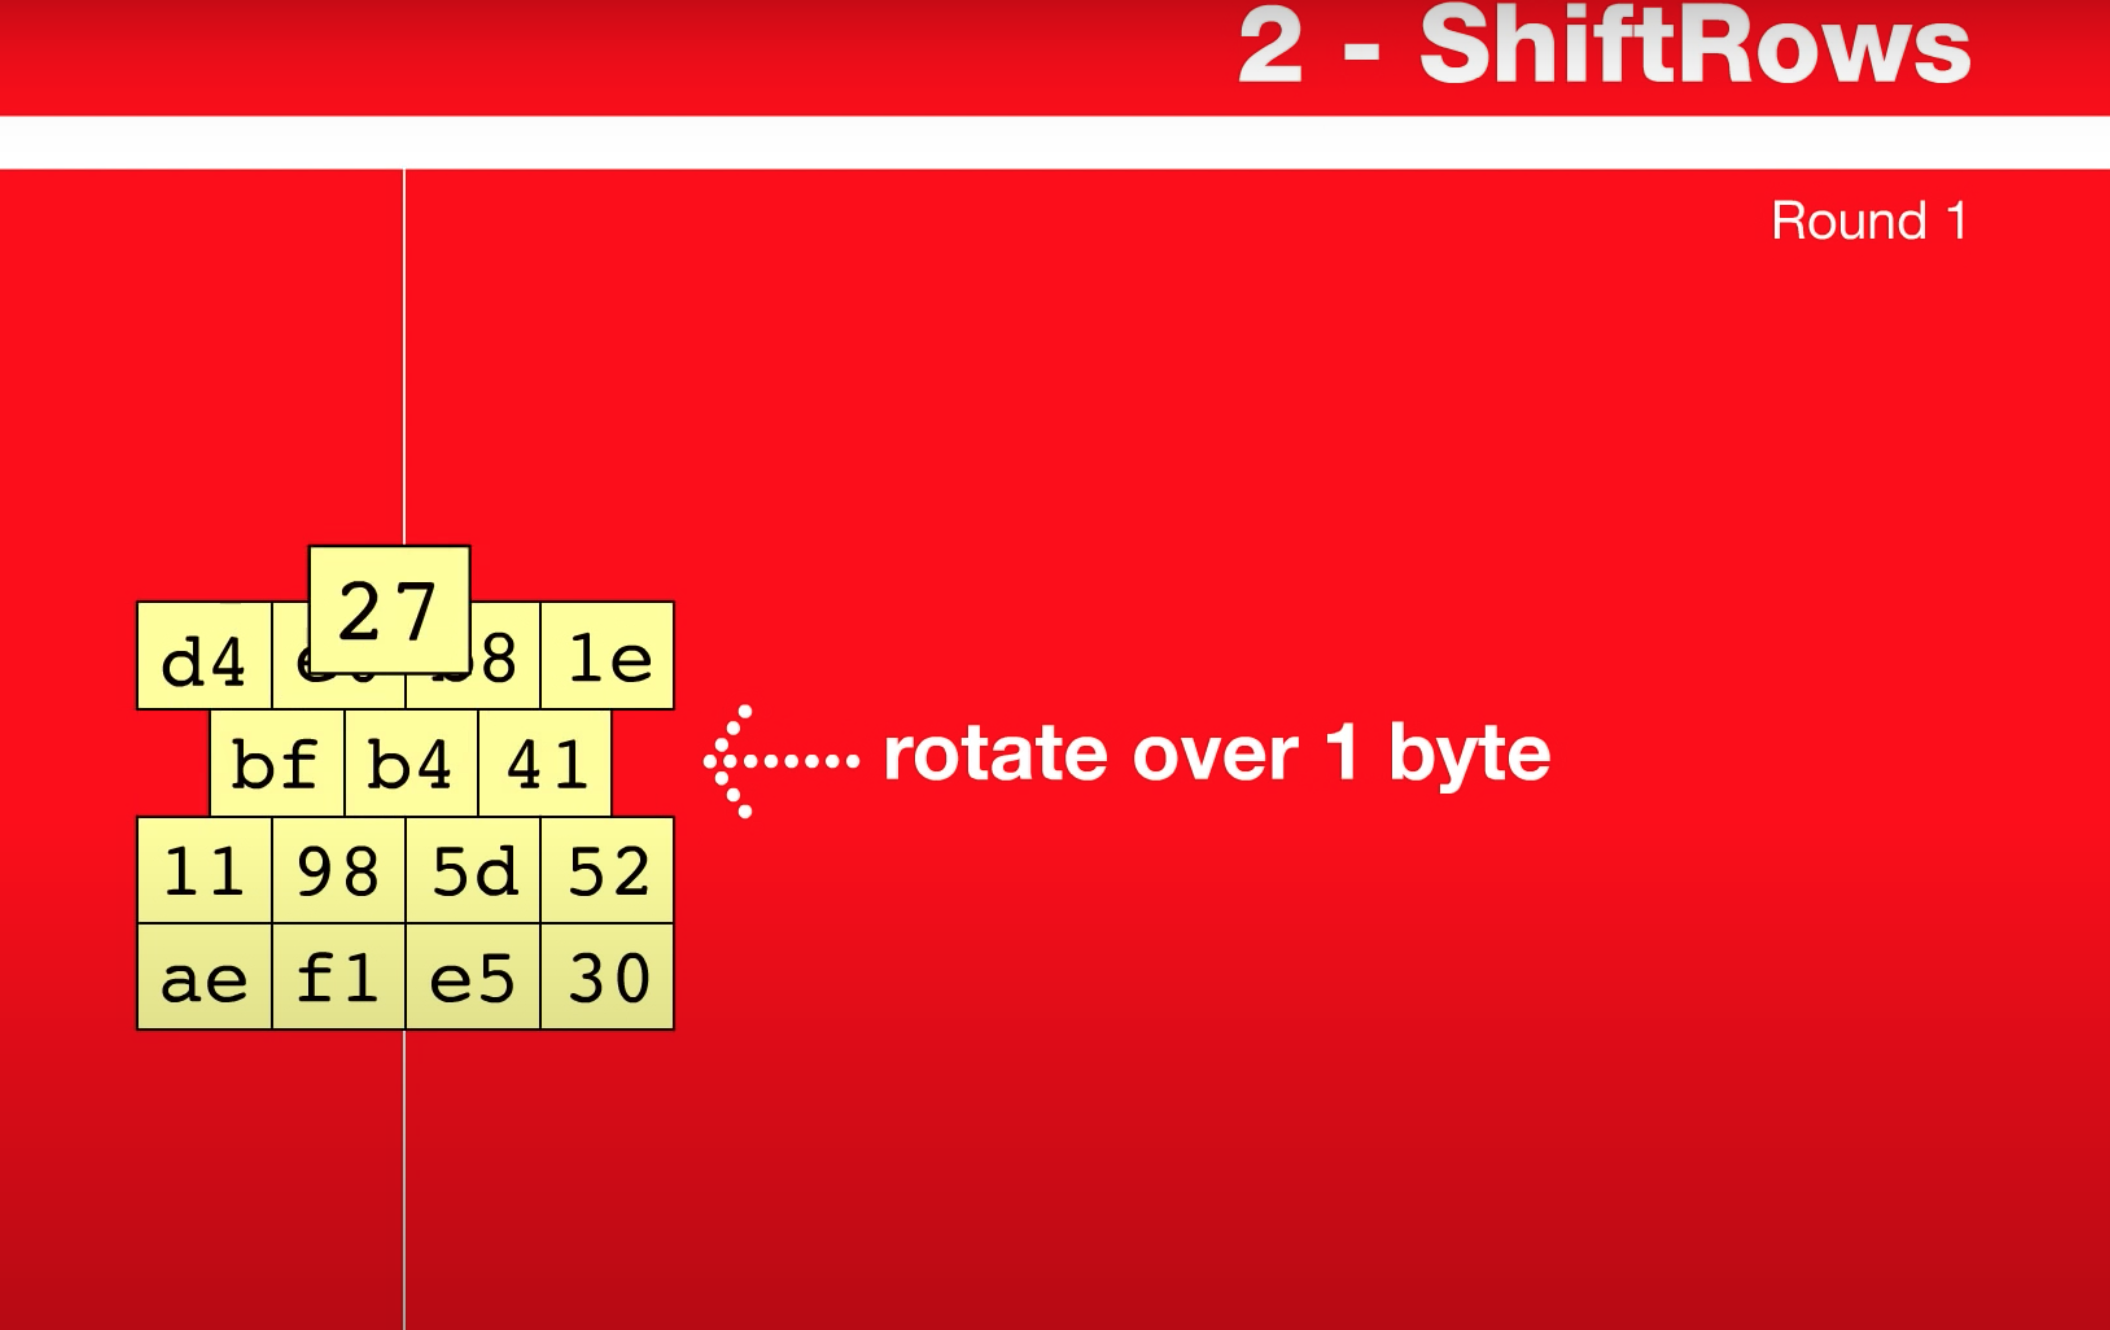 2 - ShiftRows
Round 1
27
d4 1e
bf b4 41
rotate over 1 byte
11 98 5d 52
ae f1 e5 30